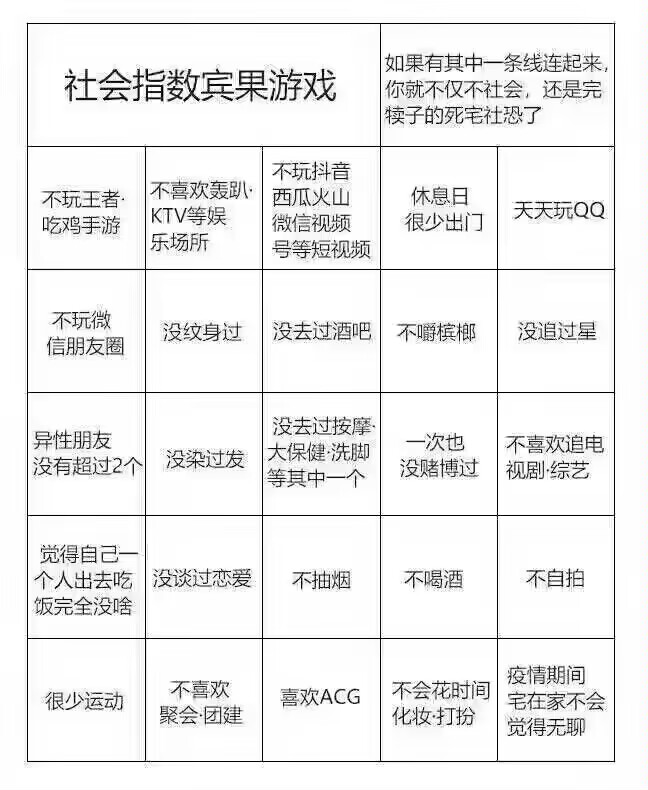 社会指数宾果游戏
如果有其中一条线连起来,
你就不仅不社会，还是完
犊子的死宅社恐了
不玩王者·
吃鸡手游
不喜欢轰趴·
KTV等娱
乐场所
不玩抖音
西瓜火山
微信视频
号等短视频
休息日
很少出门
天天玩QQ
不玩微
信朋友圈
没纹身过
没去过酒吧
不嚼槟榔
没追过星
异性朋友
没有超过2个
没染过发
没去过按摩·
大保健·洗脚
等其中一个
一次也
没赌博过
不喜欢追电
视剧·综艺
觉得自己一
个人出去吃
饭完全没啥
没谈过恋爱
不抽烟
不喝酒
不自拍
很少运动
不喜欢
聚会·团建
喜欢ACG
不会花时间
化妆·打扮
疫情期间
宅在家不会
觉得无聊